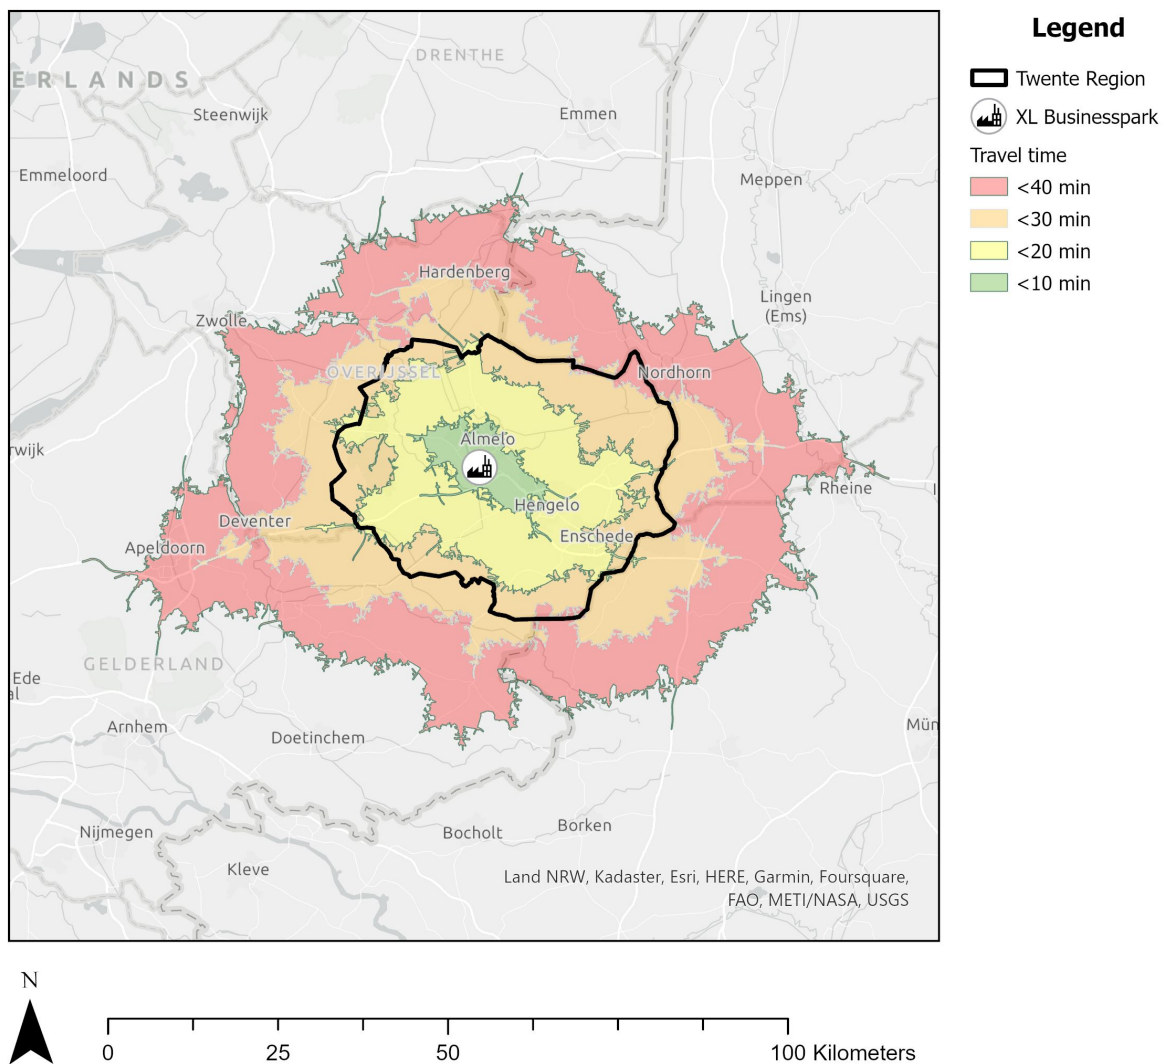 DRENTHE
ERLANDS
Steenwijk
Emmen
Emmeloord
Meppen
Hardenberg
Lingen
(Ems)
Zwolle
OVERIJSSEL
Nordhorn
Almelo
rwijk
Rheine
Hengelo
Deventer
Enschede
Apeldoorn
GELDERLAND
Ede
al
Arnhem
Mün
Doetinchem
Nijmegen
Bocholt
Borken
Kleve
Land NRW, Kadaster, Esri, HERE, Garmin, Foursquare,
FAO, METI/NASA, USGS
Legend
Twente Region
XL Businesspark
Travel time
<40 min
<30 min
<20 min
<10 min
N
0 25 50 100 Kilometers